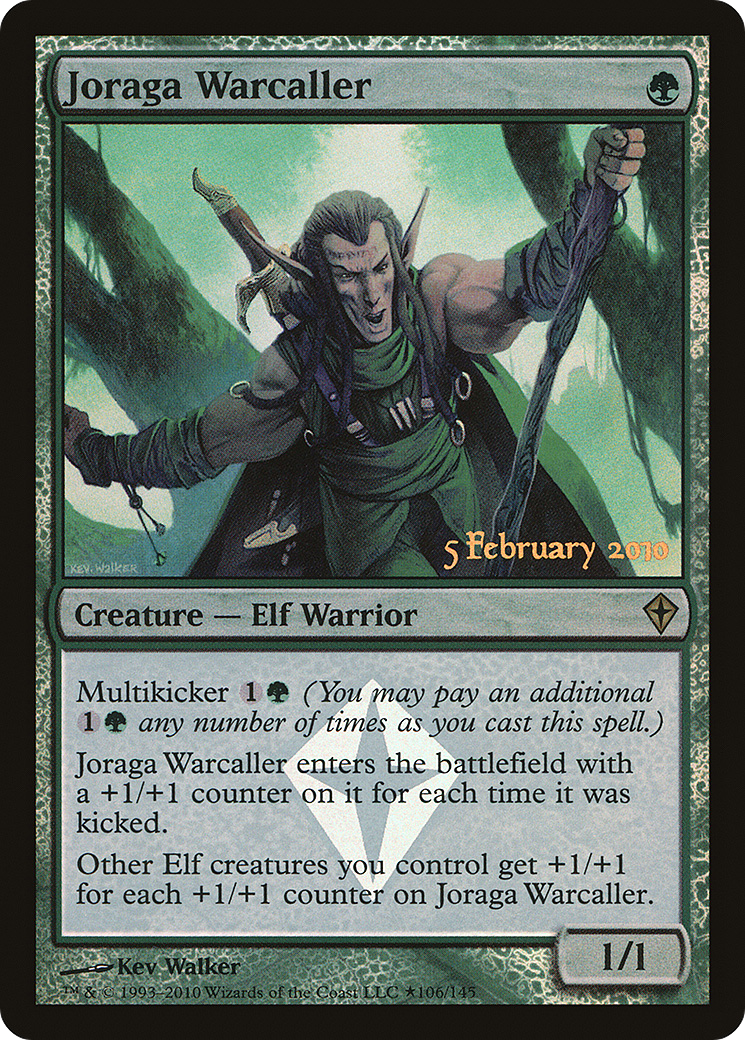 Joraga Warcaller
KEV. WALKER
5 February 2010
Creature — Elf Warrior
Multikicker 1 (You may pay an additional
1 any number of times as you cast this spell.)
Joraga Warcaller enters the battlefield with
a +1/+1 counter on it for each time it was
kicked.
Other Elf creatures you control get +1/+1
for each +1/+1 counter on Joraga Warcaller.
1/1
Kev Walker
™ & © 1993–2010 Wizards of the Coast LLC ★106/145